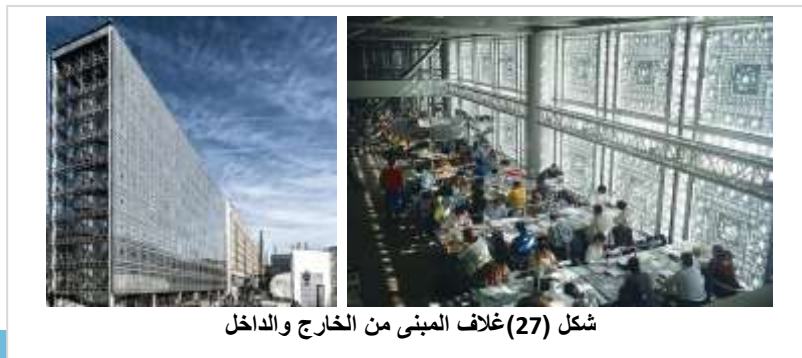 شكل (27)غلاف المبنى من الخارج والداخل